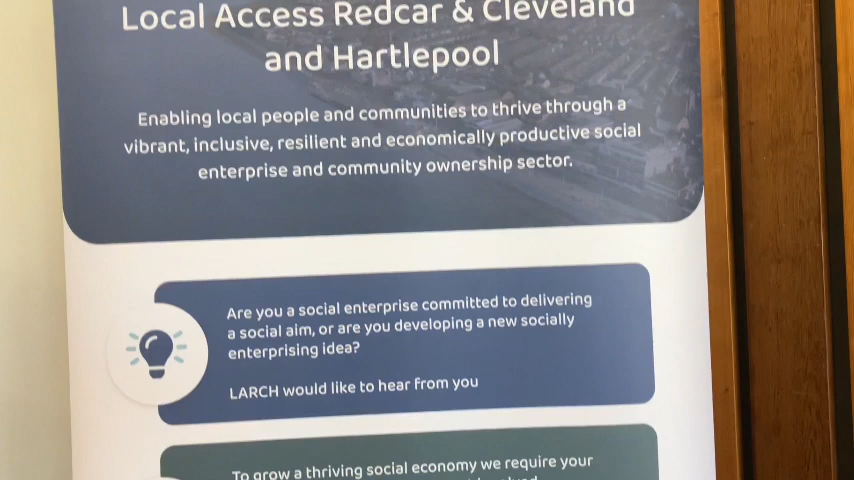 Local Access Redcar & Cleveland
and Hartlepool
Enabling local people and communities to thrive through a
vibrant, inclusive, resilient and economically productive social
enterprise and community ownership sector.
Are you a social enterprise committed to delivering
a social aim, or are you developing a new socially
enterprising idea?
LARCH would like to hear from you
To grow a thriving social economy we require your